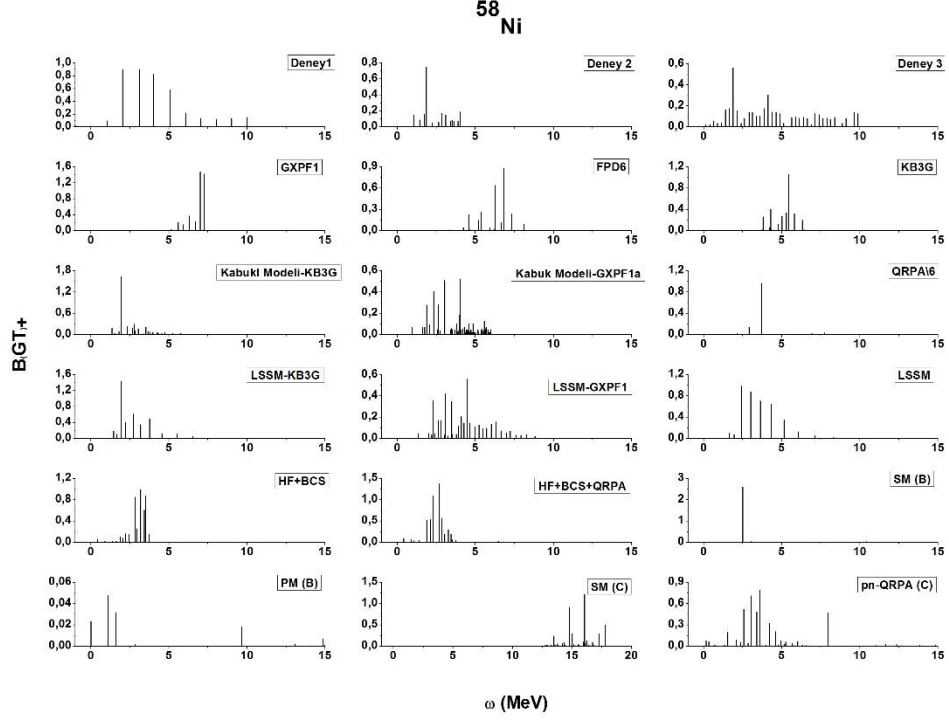 58
Ni
Deney1
1,0
0,8
0,6
0,4
0,2
0,0
0 5 10 15
Deney 2
0,8
0,6
0,4
0,2
0,0
0 5 10 15
Deney 3
0,6
0,4
0,2
0,0
0 5 10 15
GXPF1
1,6
1,2
0,8
0,4
0,0
0 5 10 15
FPD6
0,9
0,6
0,3
0,0
0 5 10 15
KB3G
1,6
1,2
0,8
0,4
0,0
0 5 10 15
Kabukl Modeli-KB3G
1,8
1,2
0,6
0,0
0 5 10 15
Kabuk Modeli-GXPF1a
0,6
0,4
0,2
0,0
0 5 10 15
QRPA\6
1,2
0,8
0,4
0,0
0 5 10 15
B(GT)+
LSSM-KB3G
1,8
1,2
0,6
0,0
0 5 10 15
LSSM-GXPF1
0,6
0,4
0,2
0,0
0 5 10 15
LSSM
1,2
0,8
0,4
0,0
0 5 10 15
HF+BCS
1,2
0,8
0,4
0,0
0 5 10 15
HF+BCS+QRPA
1,5
1,0
0,5
0,0
0 5 10 15
SM (B)
3
2
1
0
0 5 10 15
PM (B)
0,06
0,04
0,02
0,00
0 5 10 15
SM (C)
1,5
1,0
0,5
0,0
0 5 15 20
pn-QRPA (C)
0,9
0,6
0,3
0,0
0 5 10 15
ω (MeV)